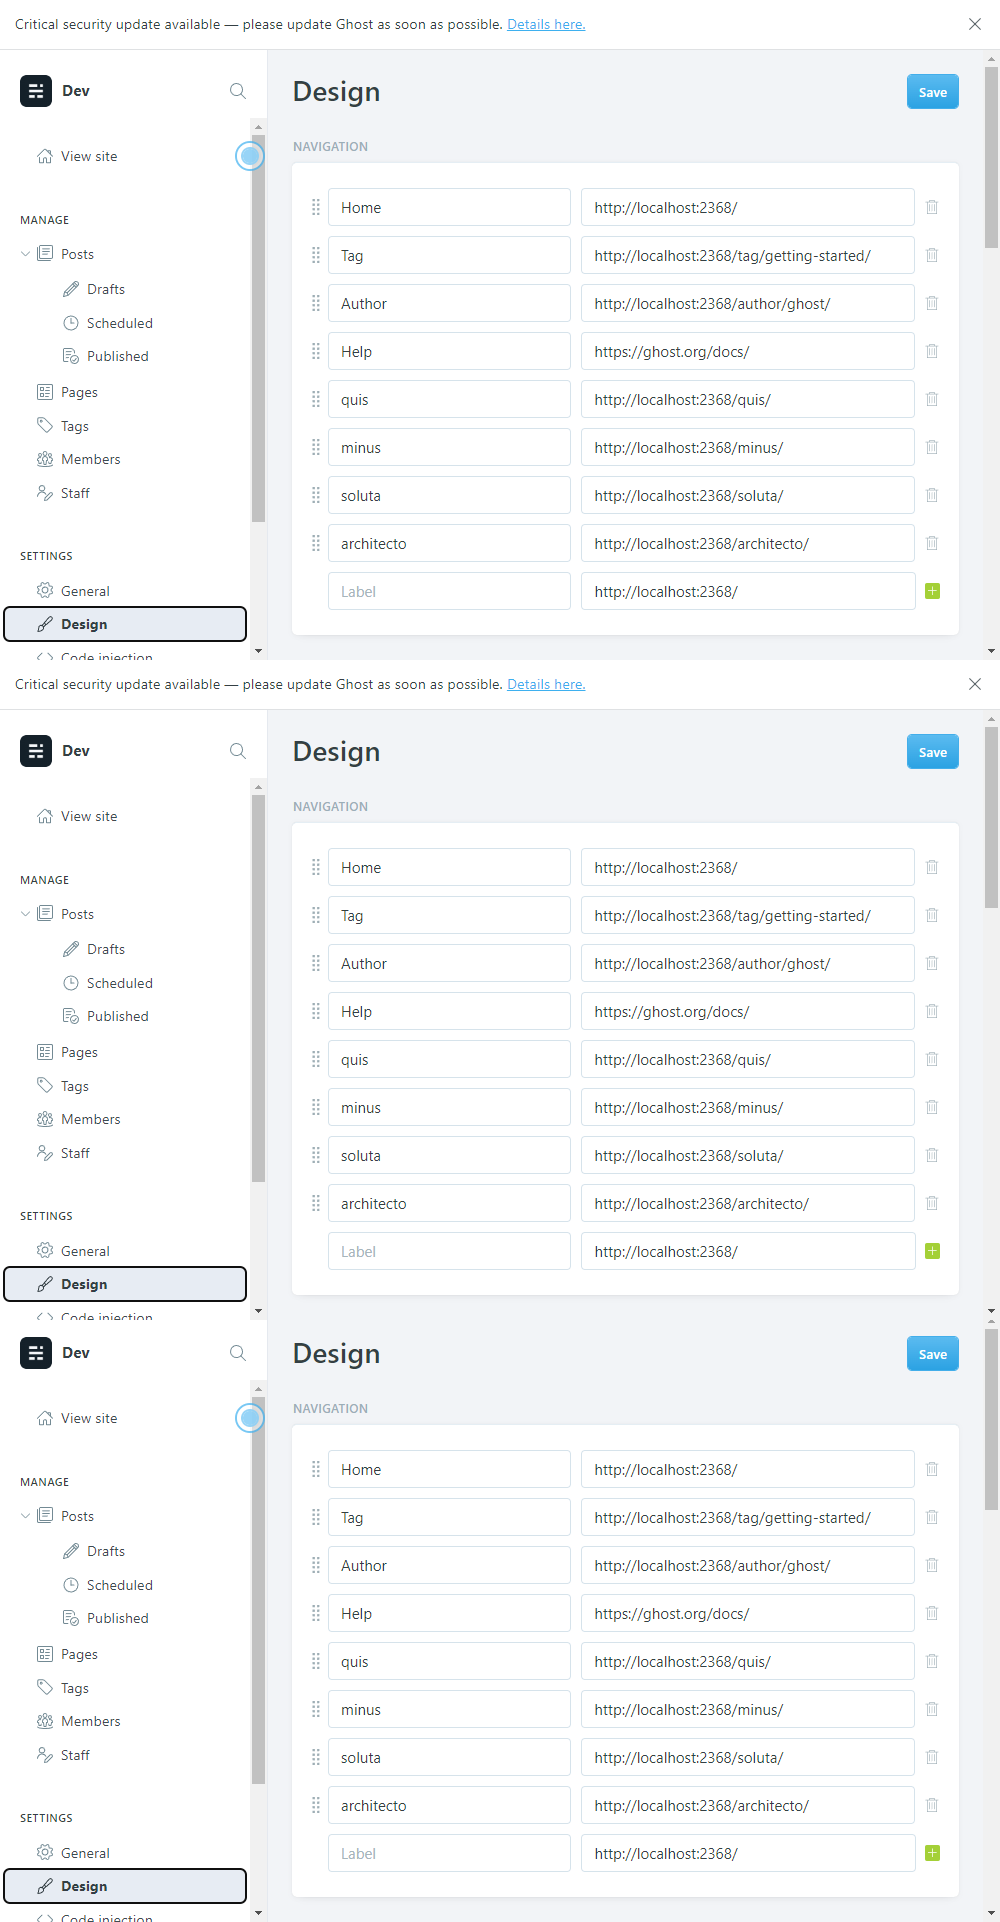 Critical security update available — please update Ghost as soon as possible. Details here.
Dev
Design
Save
View site
NAVIGATION
Home
http://localhost:2368/
MANAGE
Tag
http://localhost:2368/tag/getting-started/
Posts
Drafts
Author
http://localhost:2368/author/ghost/
Scheduled
Published
Help
https://ghost.org/docs/
Pages
quis
http://localhost:2368/quis/
Tags
minus
http://localhost:2368/minus/
Members
Staff
soluta
http://localhost:2368/soluta/
SETTINGS
architecto
http://localhost:2368/architecto/
General
Label
http://localhost:2368/
Design
Code injection
Critical security update available — please update Ghost as soon as possible. Details here.
Dev
Design
Save
View site
NAVIGATION
Home
http://localhost:2368/
MANAGE
Tag
http://localhost:2368/tag/getting-started/
Posts
Drafts
Author
http://localhost:2368/author/ghost/
Scheduled
Published
Help
https://ghost.org/docs/
Pages
quis
http://localhost:2368/quis/
Tags
minus
http://localhost:2368/minus/
Members
Staff
soluta
http://localhost:2368/soluta/
SETTINGS
architecto
http://localhost:2368/architecto/
General
Label
http://localhost:2368/
Design
Code injection
Dev
Design
Save
View site
NAVIGATION
Home
http://localhost:2368/
MANAGE
Tag
http://localhost:2368/tag/getting-started/
Posts
Drafts
Author
http://localhost:2368/author/ghost/
Scheduled
Published
Help
https://ghost.org/docs/
Pages
quis
http://localhost:2368/quis/
Tags
minus
http://localhost:2368/minus/
Members
Staff
soluta
http://localhost:2368/soluta/
SETTINGS
architecto
http://localhost:2368/architecto/
General
Label
http://localhost:2368/
Design
Code injection